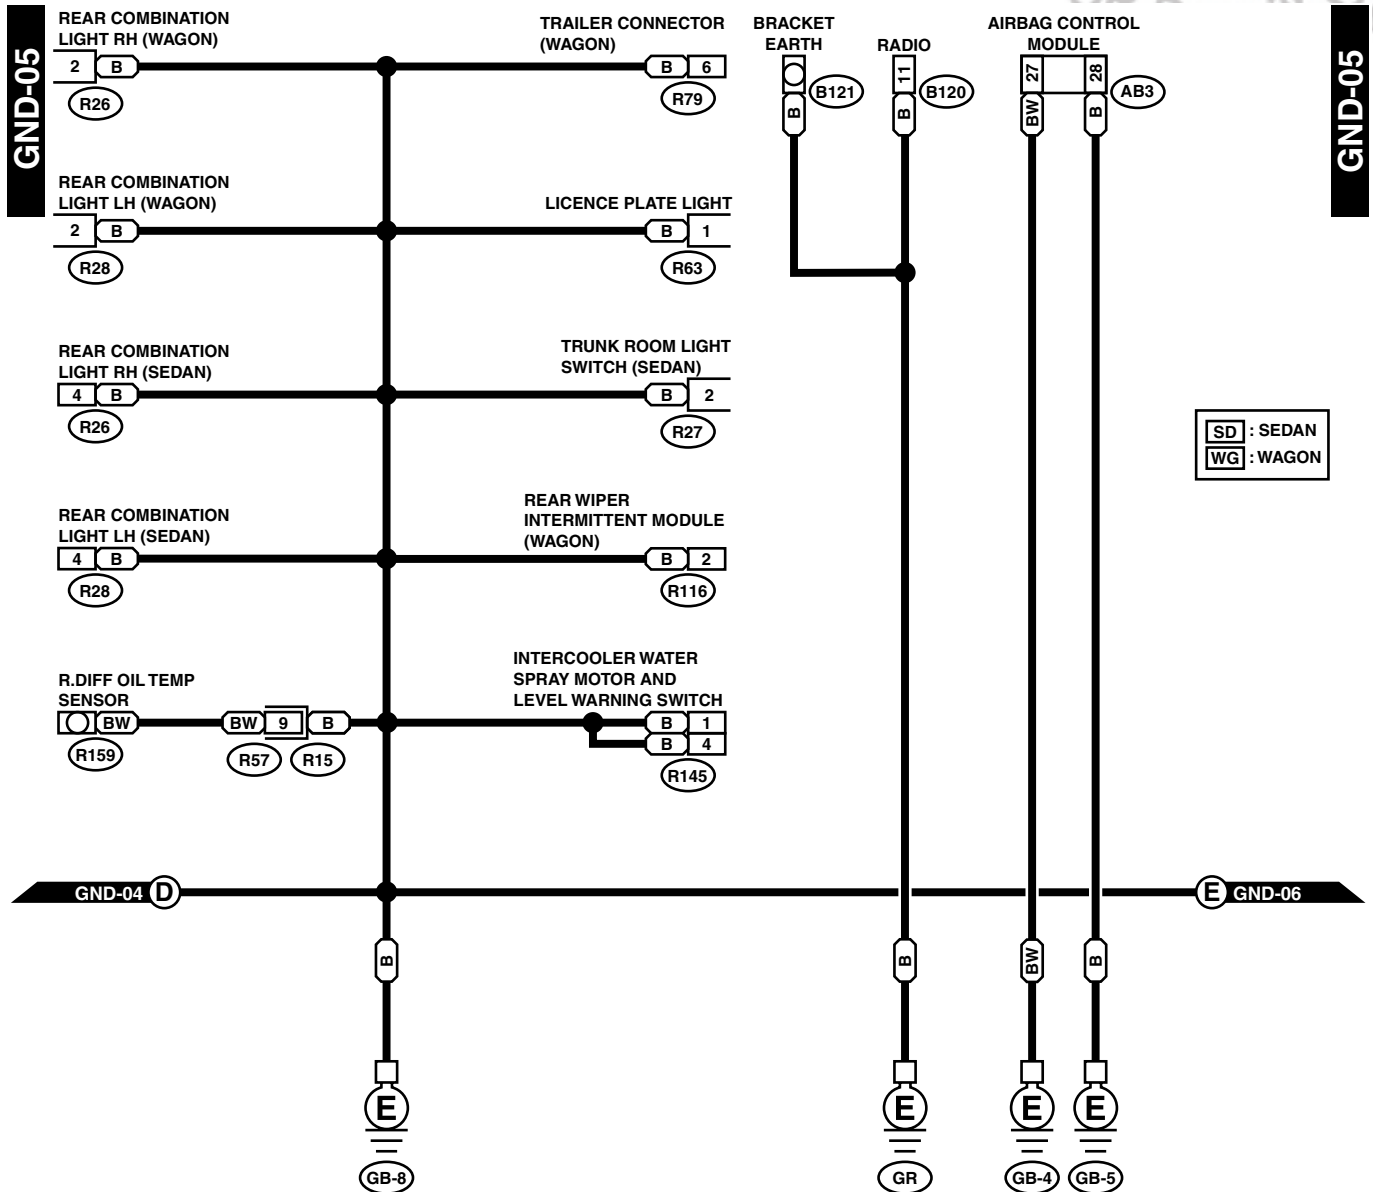 GND-05
GND-05
REAR COMBINATION
LIGHT RH (WAGON)
2 B
R26
TRAILER CONNECTOR
(WAGON)
B 6
R79
BRACKET
EARTH
B121
B
RADIO
11
B120
B
AIRBAG CONTROL
MODULE
27 28
AB3
BW B
REAR COMBINATION
LIGHT LH (WAGON)
2 B
R28
LICENCE PLATE LIGHT
B 1
R63
REAR COMBINATION
LIGHT RH (SEDAN)
4 B
R26
TRUNK ROOM LIGHT
SWITCH (SEDAN)
B 2
R27
SD : SEDAN
WG : WAGON
REAR COMBINATION
LIGHT LH (SEDAN)
4 B
R28
REAR WIPER
INTERMITTENT MODULE
(WAGON)
B 2
R116
R.DIFF OIL TEMP
SENSOR
BW BW 9 B
R159 R57 R15
INTERCOOLER WATER
SPRAY MOTOR AND
LEVEL WARNING SWITCH
B 1
B 4
R145
GND-04 D
E GND-06
B B BW B
E E E E
GB-8 GR GB-4 GB-5